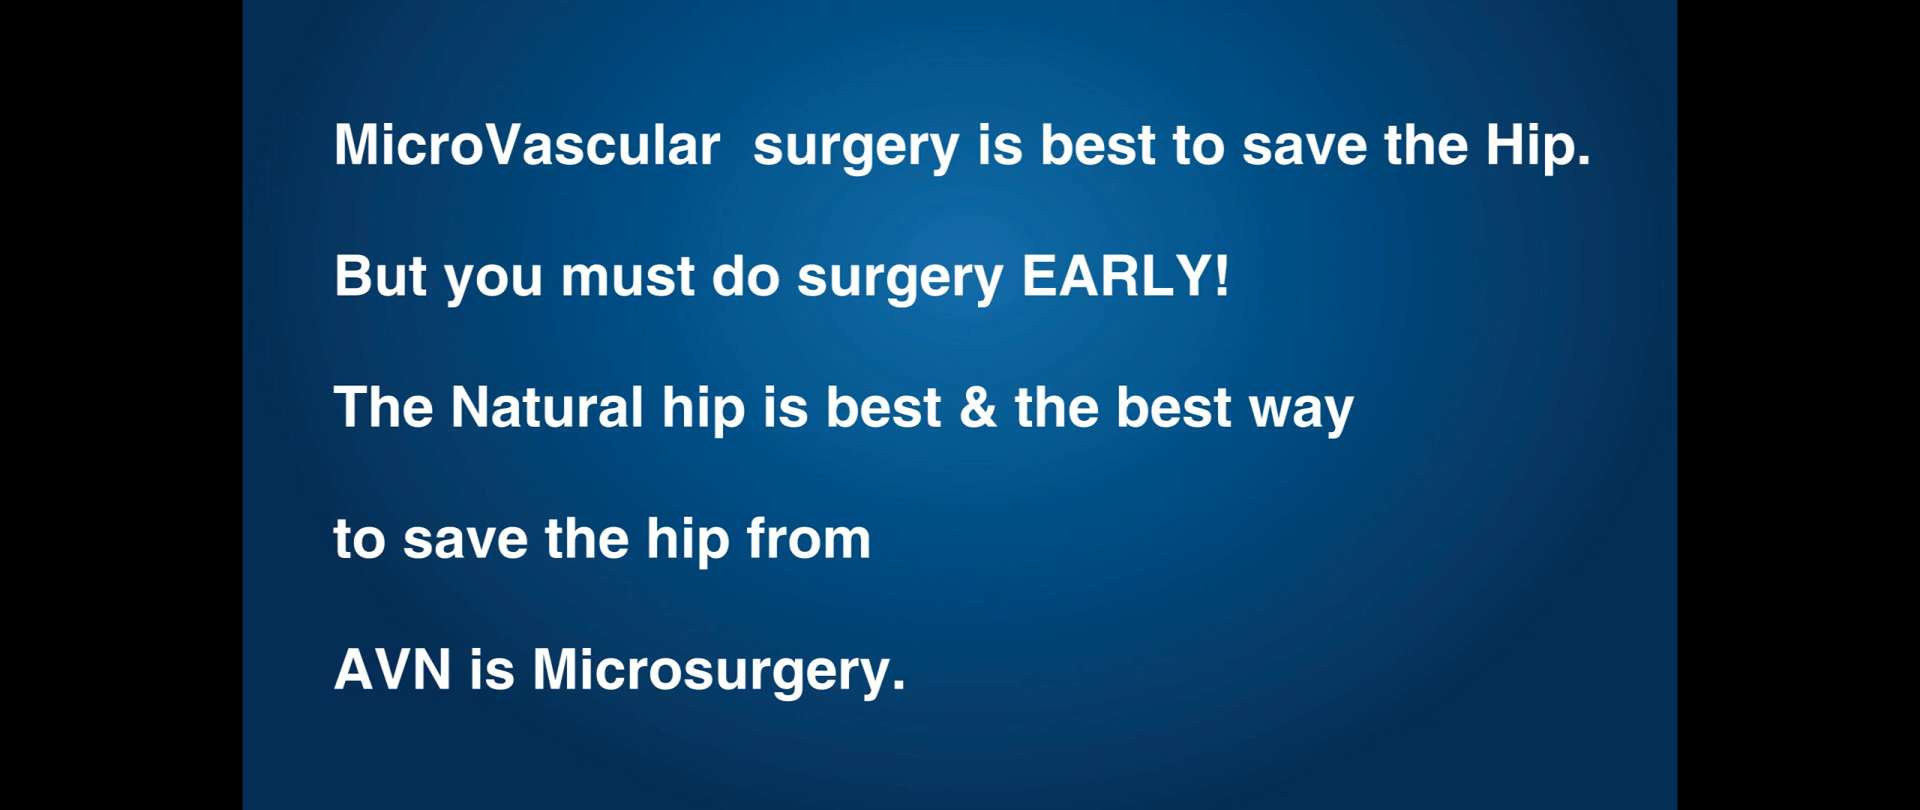 MicroVascular  surgery is best to save the Hip.
But you must do surgery EARLY!
The Natural hip is best & the best way
to save the hip from
AVN is Microsurgery.